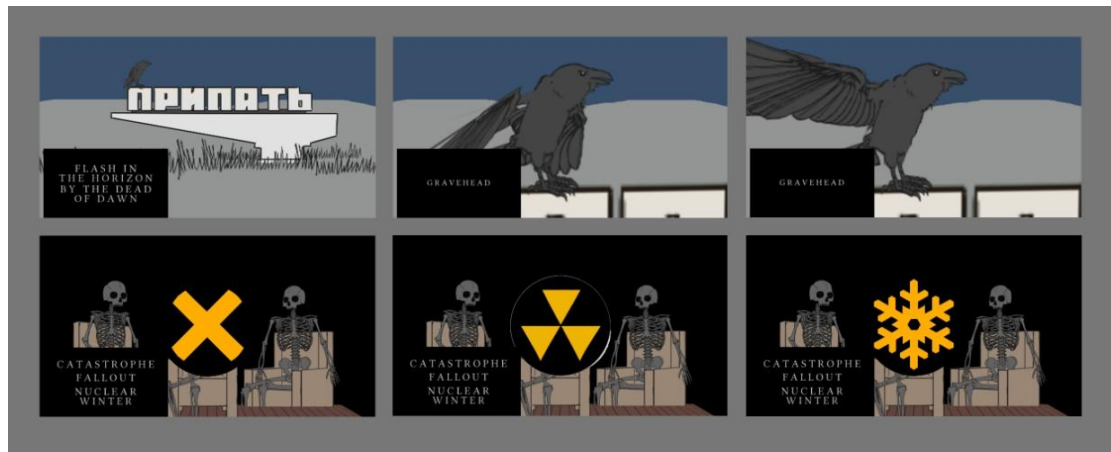 ПРИПАТЬ
FLASH IN
THE HORIZON
BY THE DEAD
OF DAWN
GRAVEHEAD
GRAVEHEAD
CATASTROPHE
FALLOUT
NUCLEAR
WINTER
CATASTROPHE
FALLOUT
NUCLEAR
WINTER
CATASTROPHE
FALLOUT
NUCLEAR
WINTER